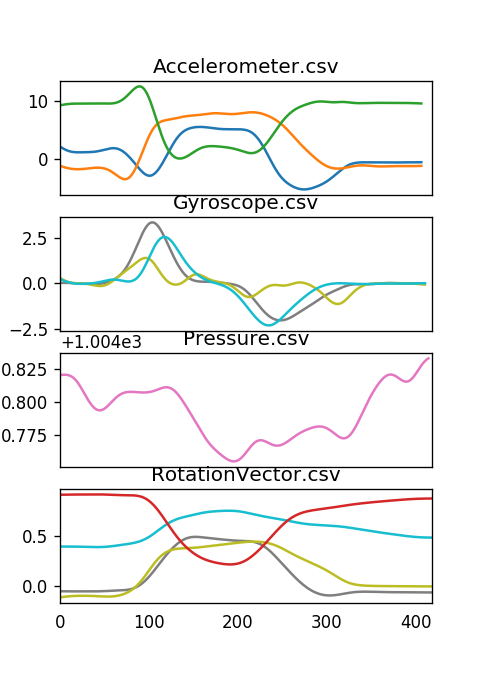 Accelerometer.csv
10
0
Gyroscope.csv
2.5
0.0
−2.5
+1.004e3
Pressure.csv
0.825
0.800
0.775
RotationVector.csv
0.5
0.0
0 100 200 300 400